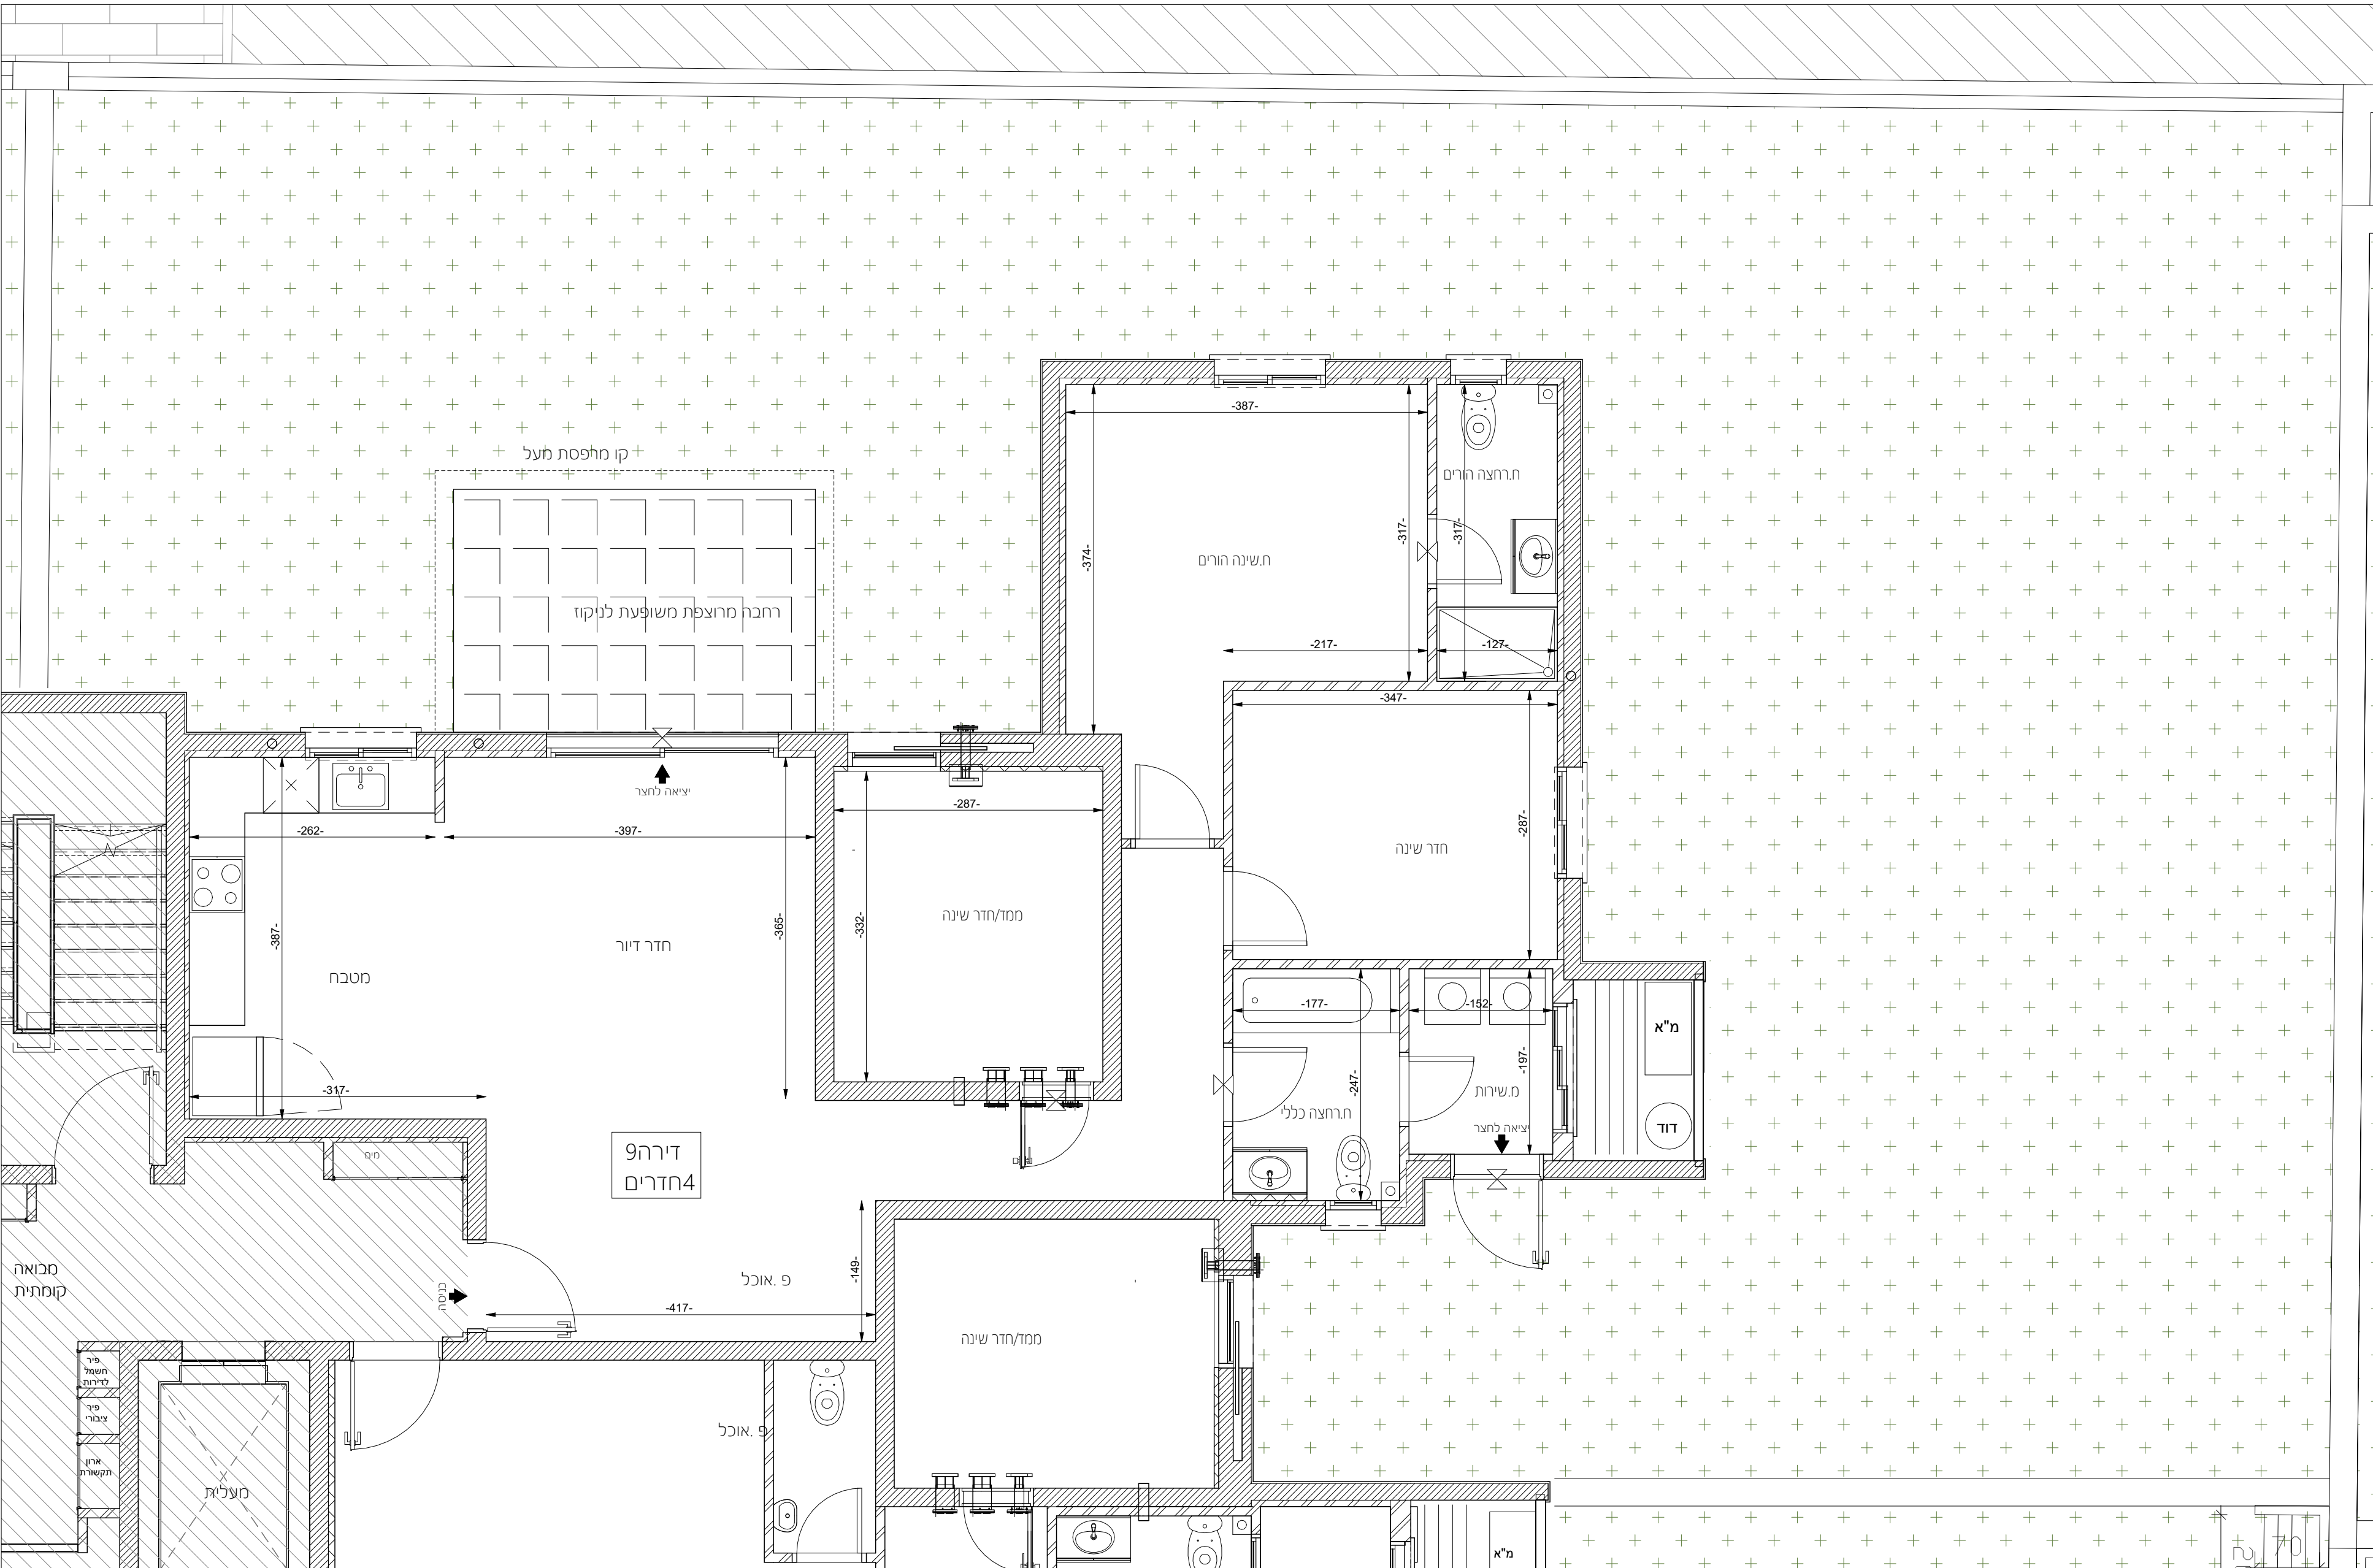 -387-
קו מרפסת מעל
ח.רחצה הורים
-374-
-317-
-317-
ח.שינה הורים
רחבה מרוצפת משופעת לניקוז
-217-
-127-
-347-
יציאה לחצר
-287-
-262-
-397-
-287-
חדר שינה
-387-
-365-
-332-
ממד/חדר שינה
חדר דיור
מטבח
-177-
-152-
מ"א
-317-
-247-
-197-
מ.שירות
ח.רחצה כללי
יציאה לחצר
דוד
דירה9
4חדרים
מים
מבואה
קומתית
כניסה
פ .אוכל
-149-
-417-
ממד/חדר שינה
פיר
חשמל
לדירות
פיר
ציבורי
פ .אוכל
ארון
תקשורת
מעלית
מ"א
70